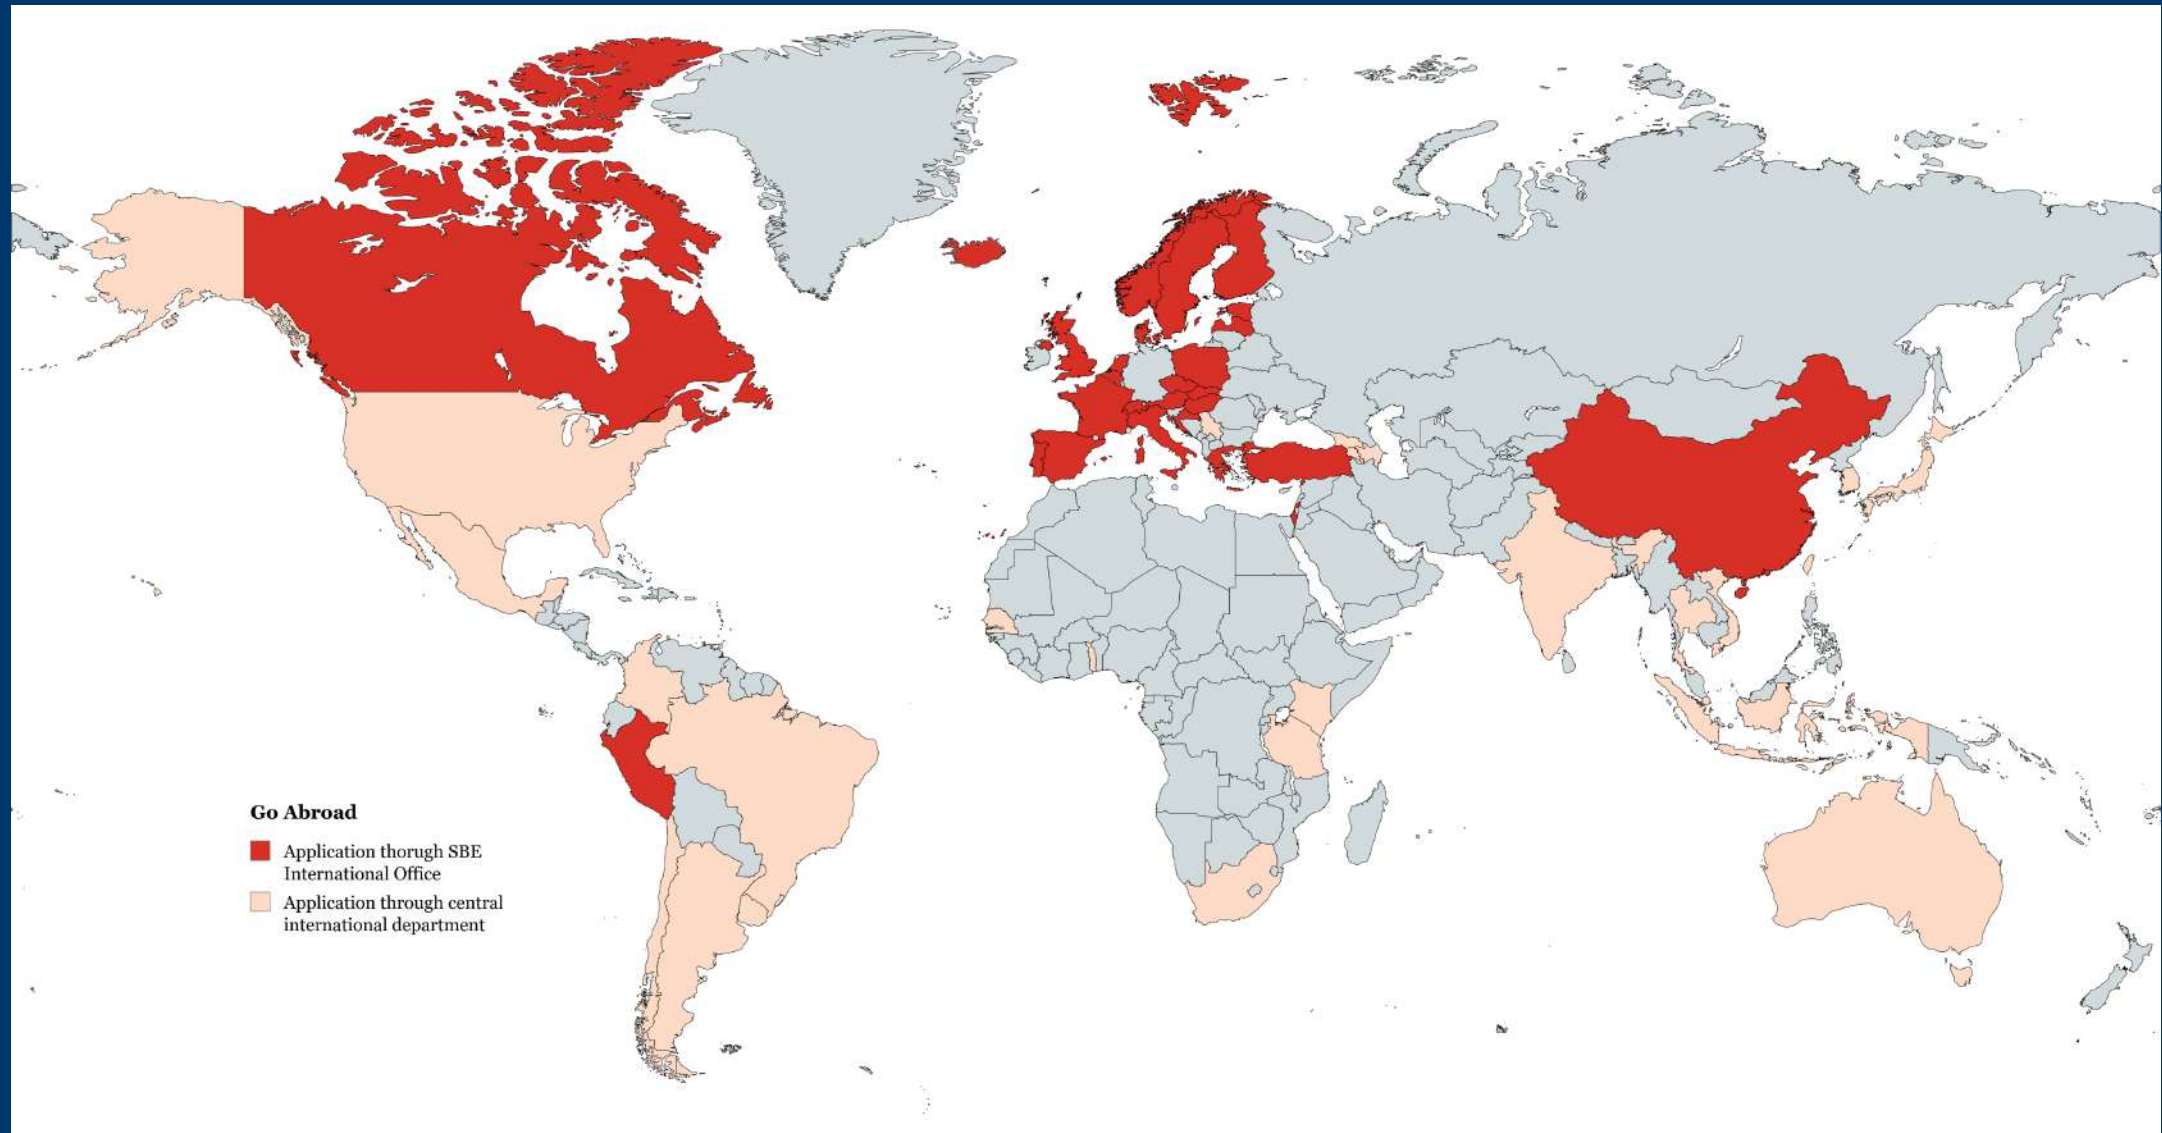 Go Abroad
Application thorugh SBE
International Office
Application through central
international department